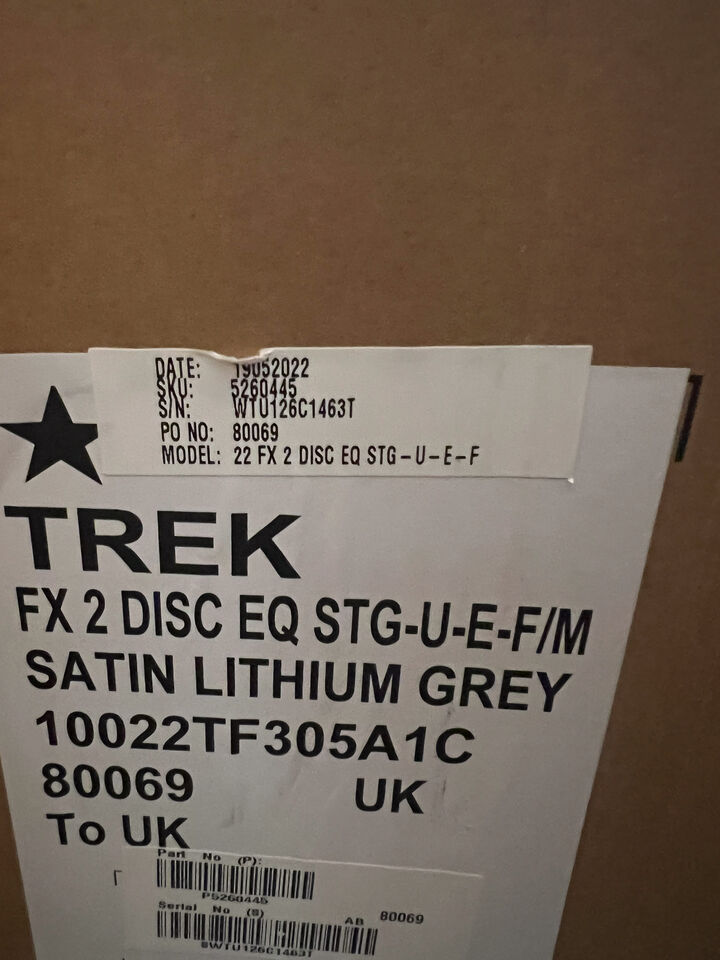 DATE: 19052022
SKU: 5260445
S/N: WTU126C1463T
PO NO: 80069
MODEL: 22 FX 2 DISC EQ STG-U-E-F
TREK
FX 2 DISC EQ STG-U-E-F/M
SATIN LITHIUM GREY
10022TF305A1C
80069 UK
To UK
Part No (P):
P5260445
Serial No (S) AB 80069
SWTU126C1463T